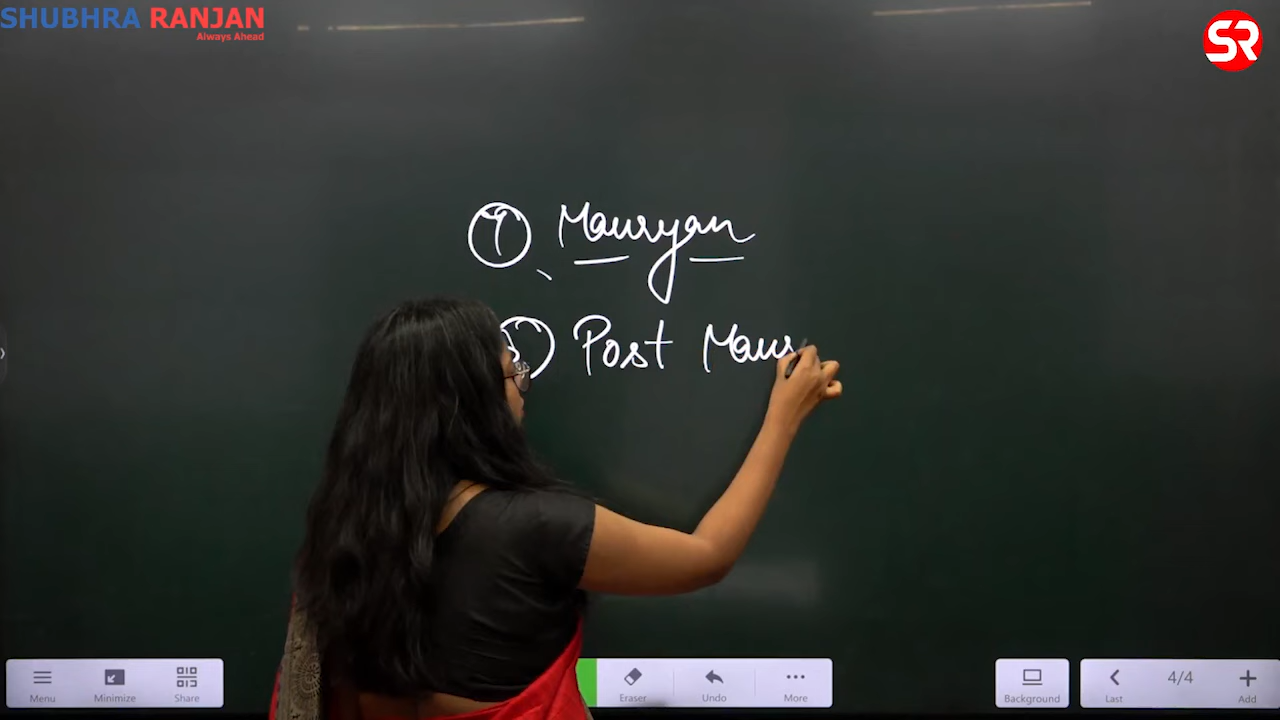 SHUBHRA RANJAN
Always Ahead
SR
7 Mauryan
Post Maur
Menu
Minimize
Share
Eraser
Undo
More
Background
Last
4/4
Add